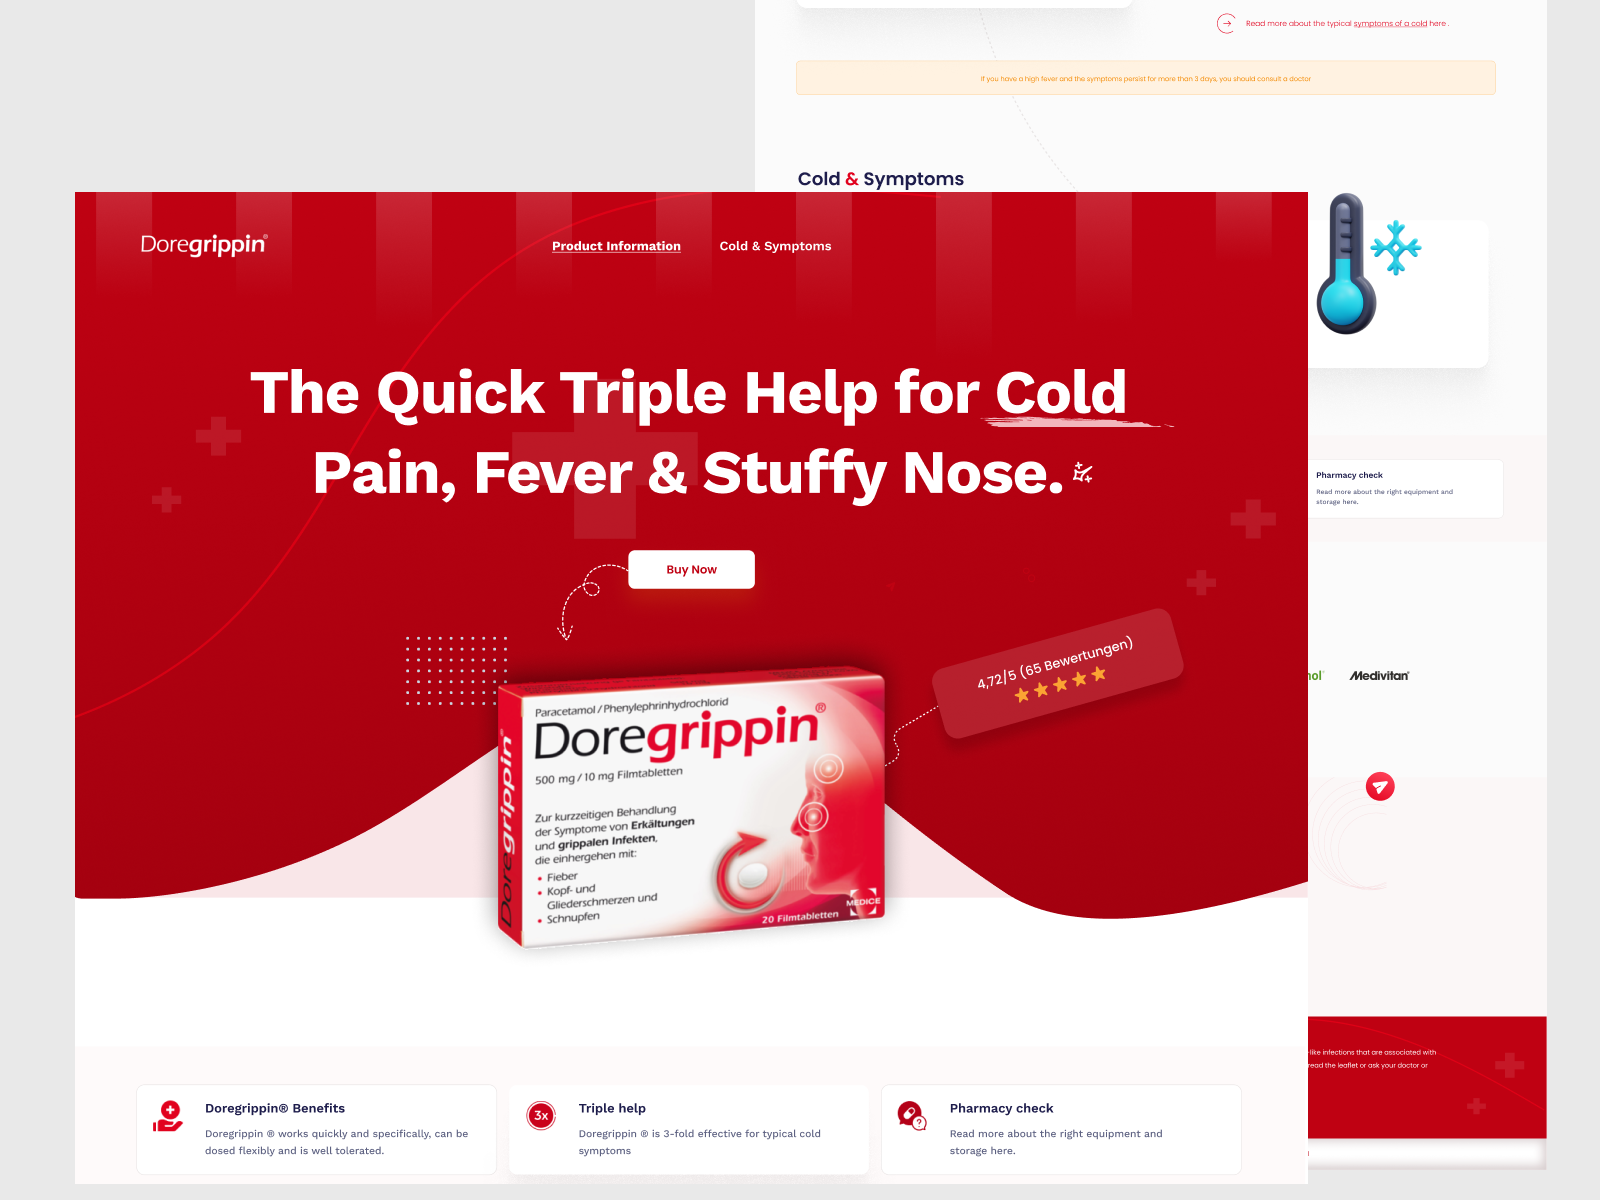 Read more about the typical symptoms of a cold here .
If you have a high fever and the symptoms persist for more than 3 days, you should consult a doctor
Cold & Symptoms
Doregrippin®
Product Information
Cold & Symptoms
The Quick Triple Help for Cold
Pain, Fever & Stuffy Nose.
Buy Now
4,72/5 (65 Bewertungen)
Paracetamol / Phenylephrinhydrochlorid
Doregrippin®
500 mg / 10 mg Filmtabletten
Zur kurzzeitigen Behandlung
der Symptome von Erkältungen
und grippalen Infekten,
die einhergehen mit:
• Fieber
• Kopf- und
Gliederschmerzen und
• Schnupfen
20 Filmtabletten
MEDICE
Doregrippin®
Doregrippin® Benefits
Doregrippin ® works quickly and specifically, can be
dosed flexibly and is well tolerated.
3x
Triple help
Doregrippin ® is 3-fold effective for typical cold
symptoms
Pharmacy check
Read more about the right equipment and
storage here.
Pharmacy check
Read more about the right equipment and
storage here.
nol®
Medivitan®
-like infections that are associated with
read the leaflet or ask your doctor or